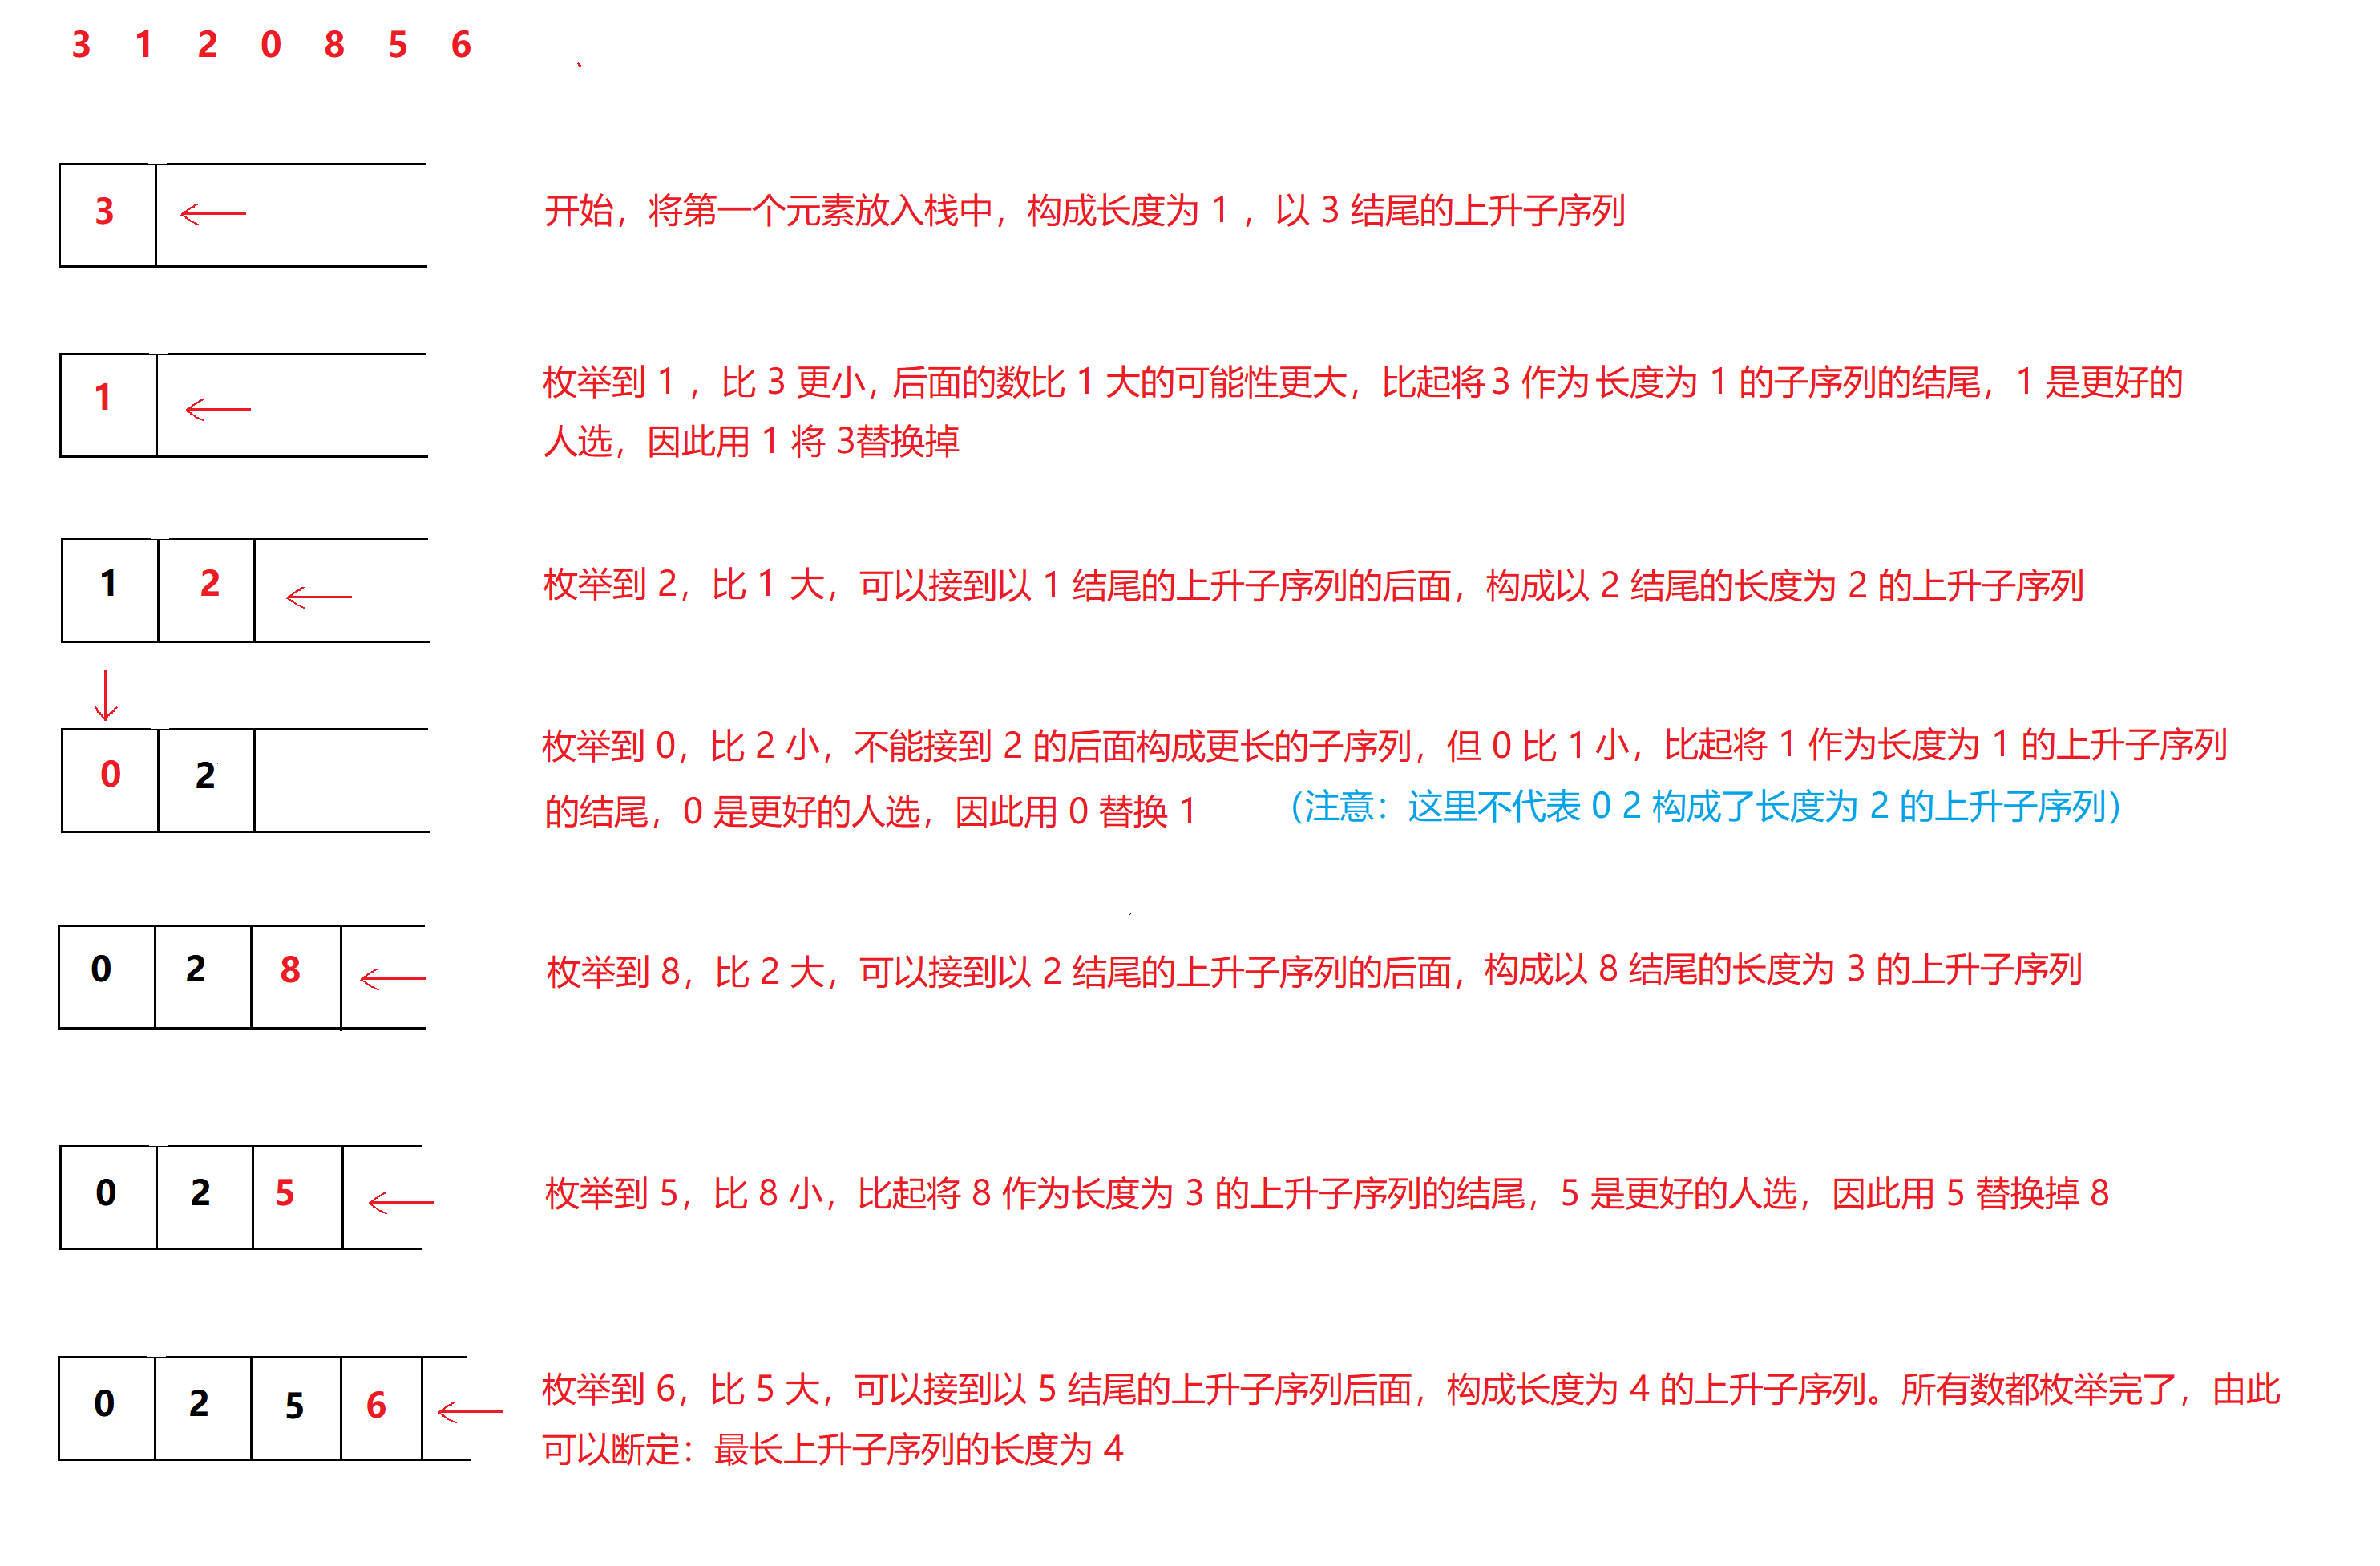 3 1 2 0 8 5 6
3
开始，将第一个元素放入栈中，构成长度为 1 ，以 3 结尾的上升子序列
1
枚举到 1 ，比 3 更小，后面的数比 1 大的可能性更大，比起将 3 作为 长度为 1 的子序列的结尾，1 是更好的
人选，因此用 1 将 3替换掉
1 2
枚举到 2，比 1 大，可以接到以 1 结尾的上升子序列的后面，构成以 2 结尾的长度为 2 的上升子序列
0 2
枚举到 0，比 2 小，不能接到 2 的后面构成更长的子序列，但 0 比 1 小，比起将 1 作为长度为 1 的上升子序列
的结尾，0 是更好的人选，因此用 0 替换 1 （注意：这里不代表 0 2 构成了长度为 2 的上升子序列）
0 2 8
枚举到 8，比 2 大，可以接到以 2 结尾的上升子序列的后面，构成以 8 结尾的长度为 3 的上升子序列
0 2 5
枚举到 5，比 8 小，比起将 8 作为长度为 3 的上升子序列的结尾，5 是更好的人选，因此用 5 替换掉 8
0 2 5 6
枚举到 6，比 5 大，可以接到以 5 结尾的上升子序列后面，构成长度为 4 的上升子序列。所有数都枚举完了，由此
可以断定：最长上升子序列的长度为 4